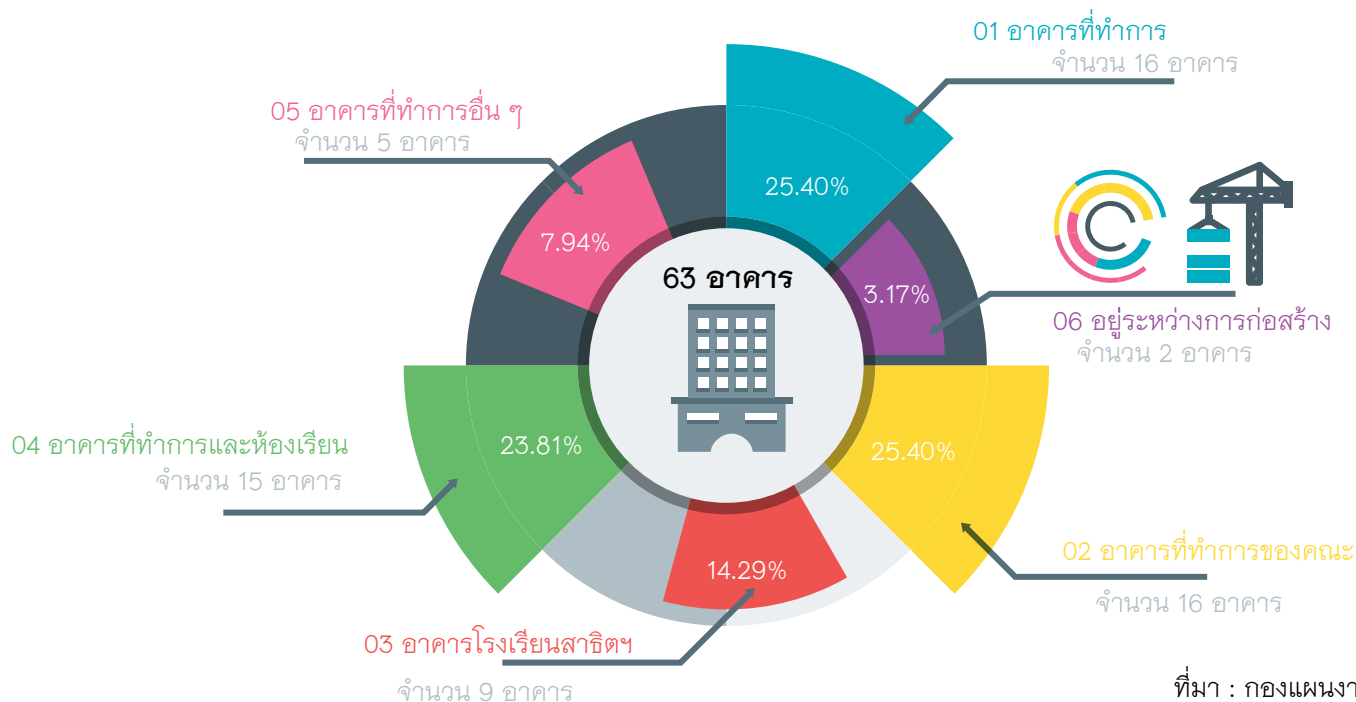 01 อาคารที่ทำการ
จำนวน 16 อาคาร
05 อาคารที่ทำการอื่น ๆ
จำนวน 5 อาคาร
25.40%
7.94%
63 อาคาร
3.17%
06 อยู่ระหว่างการก่อสร้าง
จำนวน 2 อาคาร
04 อาคารที่ทำการและห้องเรียน
จำนวน 15 อาคาร
23.81%
25.40%
02 อาคารที่ทำการของคณะ
จำนวน 16 อาคาร
14.29%
03 อาคารโรงเรียนสาธิตฯ
จำนวน 9 อาคาร
ที่มา : กองแผนงา